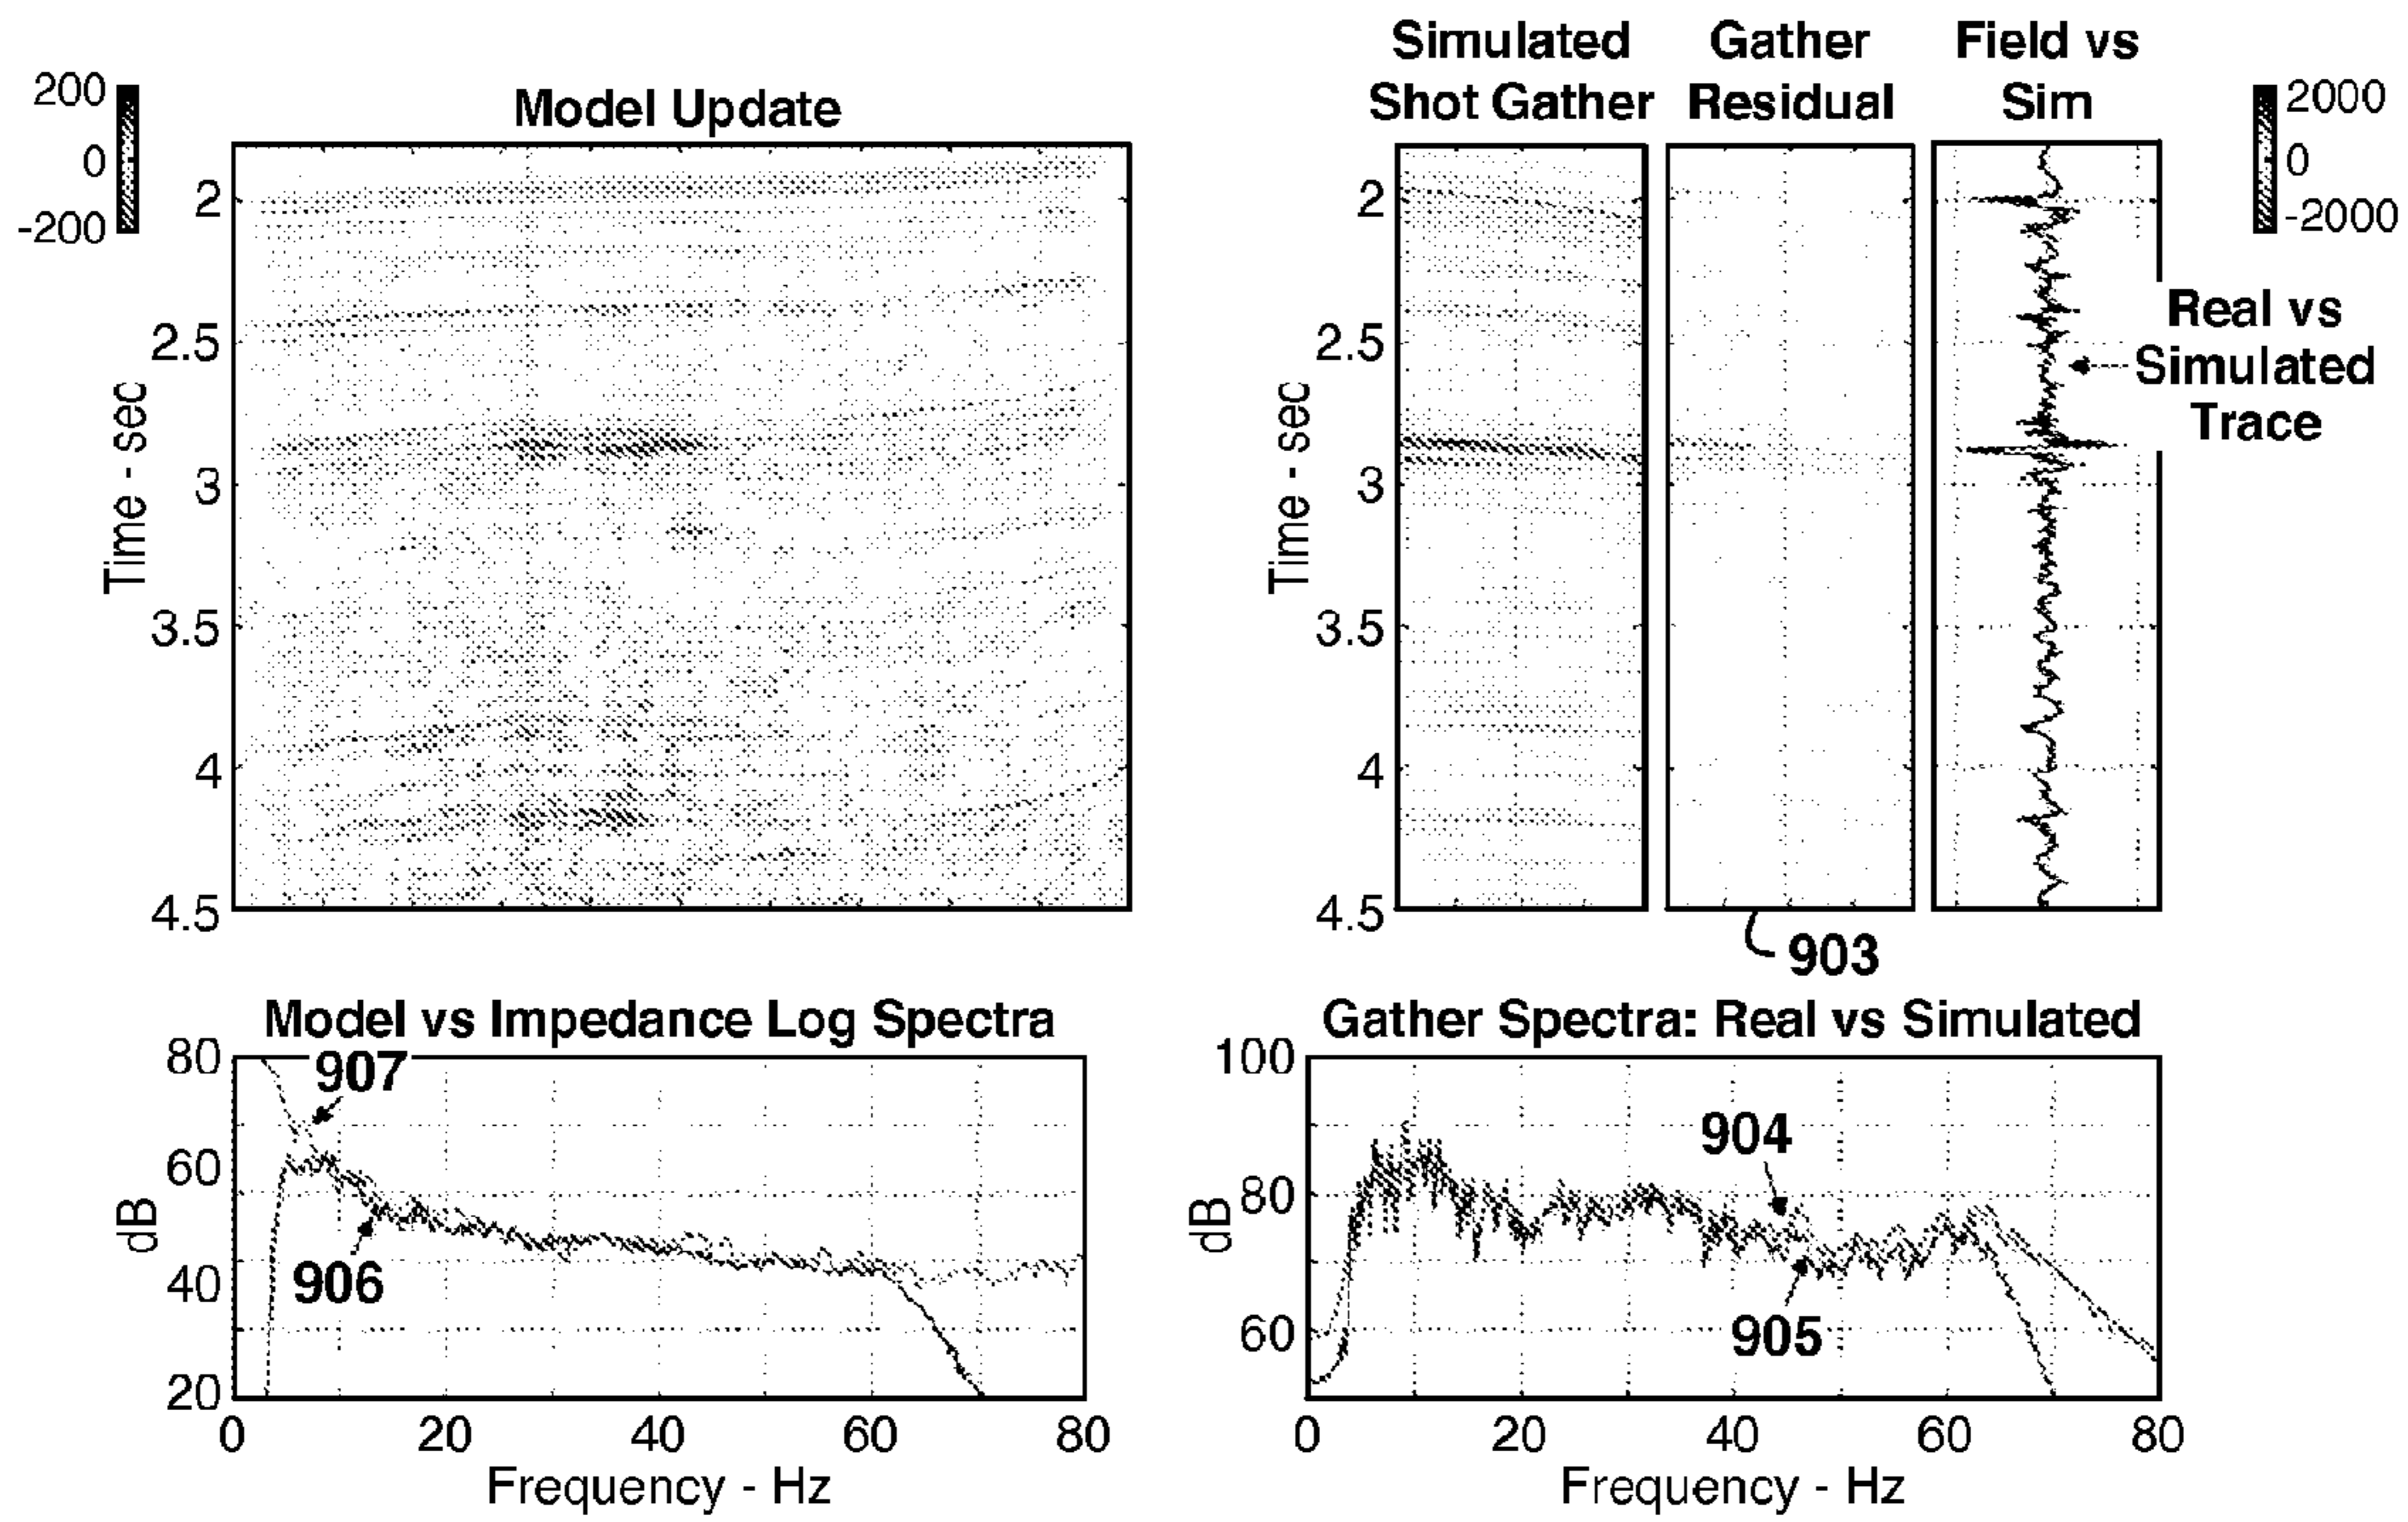 Model Update
200
0
-200
2
2.5
3
3.5
4
4.5
Time - sec
Simulated
Shot Gather
Gather
Residual
Field vs
Sim
2000
0
-2000
2
2.5
3
3.5
4
4.5
Time - sec
Real vs
Simulated
Trace
903
Model vs Impedance Log Spectra
80
60
40
20
dB
907
906
0 20 40 60 80
Frequency - Hz
Gather Spectra: Real vs Simulated
100
80
60
dB
904
905
0 20 40 60 80
Frequency - Hz